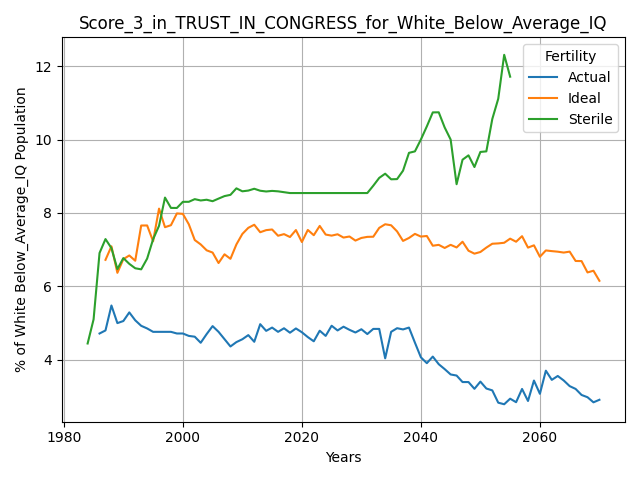 Score_3_in_TRUST_IN_CONGRESS_for_White_Below_Average_IQ
% of White Below_Average_IQ Population
12
10
8
6
4
Fertility
Actual
Ideal
Sterile
1980
2000
2020
2040
2060
Years